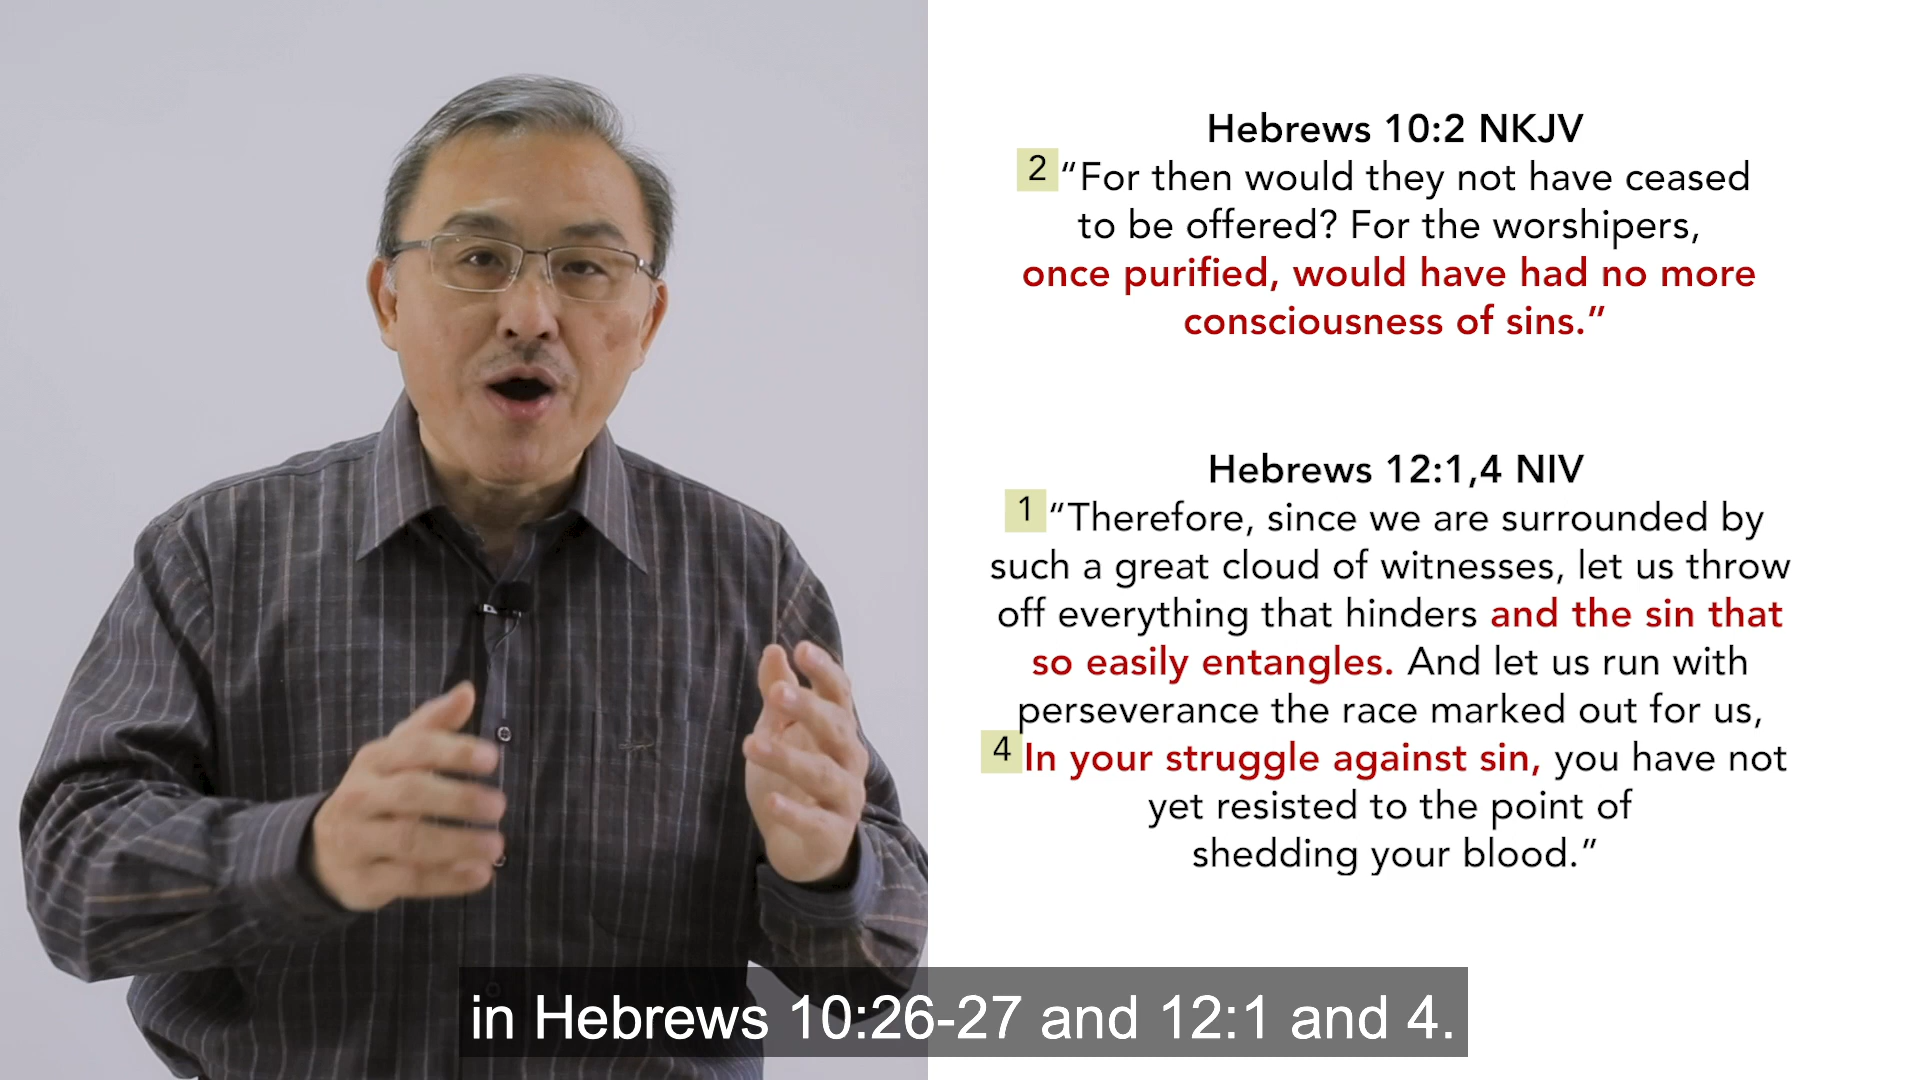 Hebrews 10:2 NKJV
2 “For then would they not have ceased
to be offered? For the worshipers,
once purified, would have had no more
consciousness of sins.”
Hebrews 12:1,4 NIV
1 “Therefore, since we are surrounded by
such a great cloud of witnesses, let us throw
off everything that hinders and the sin that
so easily entangles. And let us run with
perseverance the race marked out for us,
4 In your struggle against sin, you have not
yet resisted to the point of
shedding your blood.”
in Hebrews 10:26-27 and 12:1 and 4.